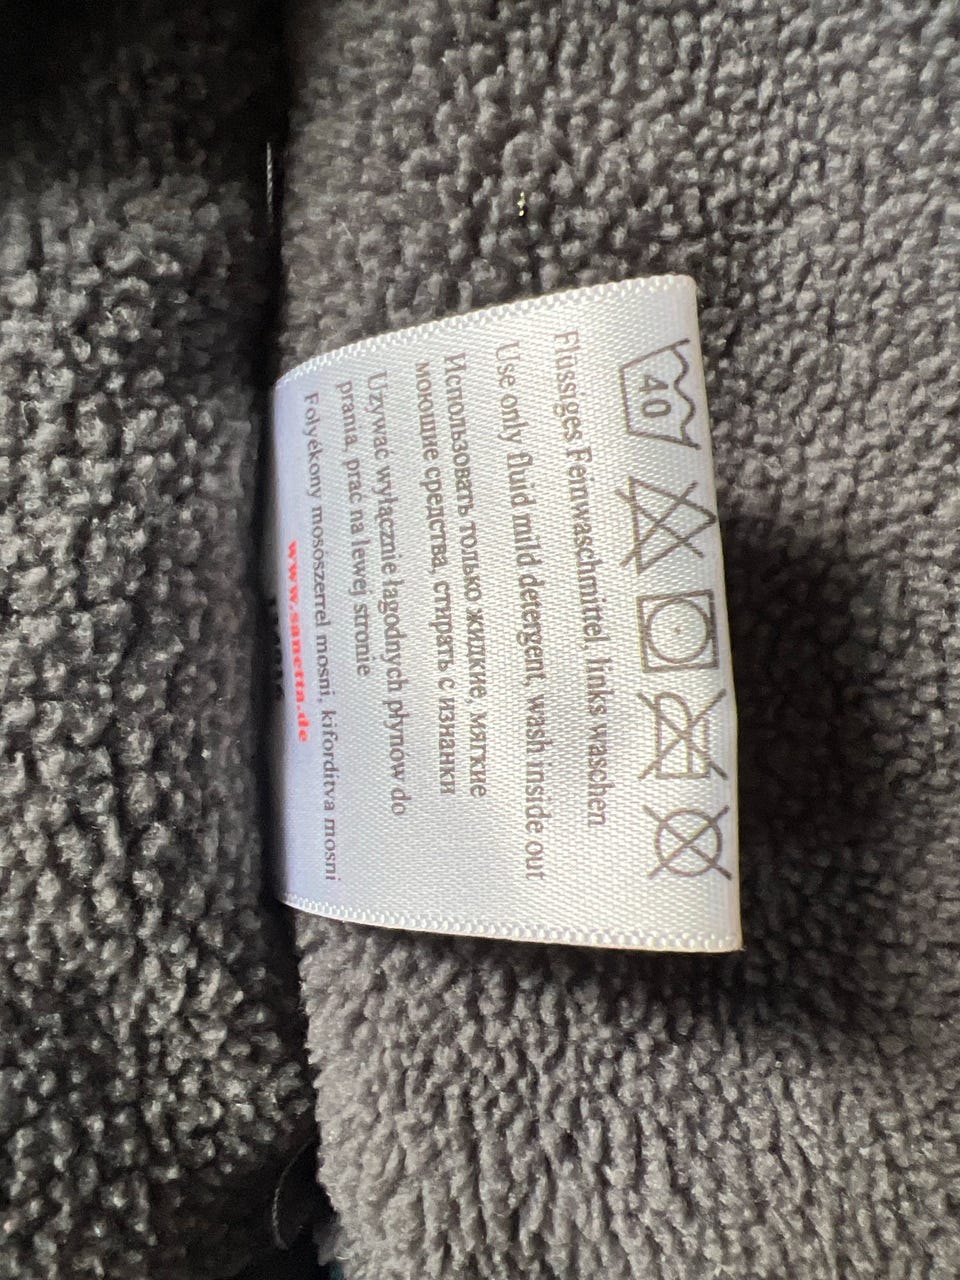 40
Flüssiges Feinwaschmittel, links waschen
Use only fluid mild detergent, wash inside out
Использовать только жидкие, мягкие
моющие средства, стирать с изнанки
Używać wyłącznie łagodnych płynów do
prania, prać na lewej stronie
Folyékony mosószerrel mosni, kifordítva mosni
www.sanetta.de